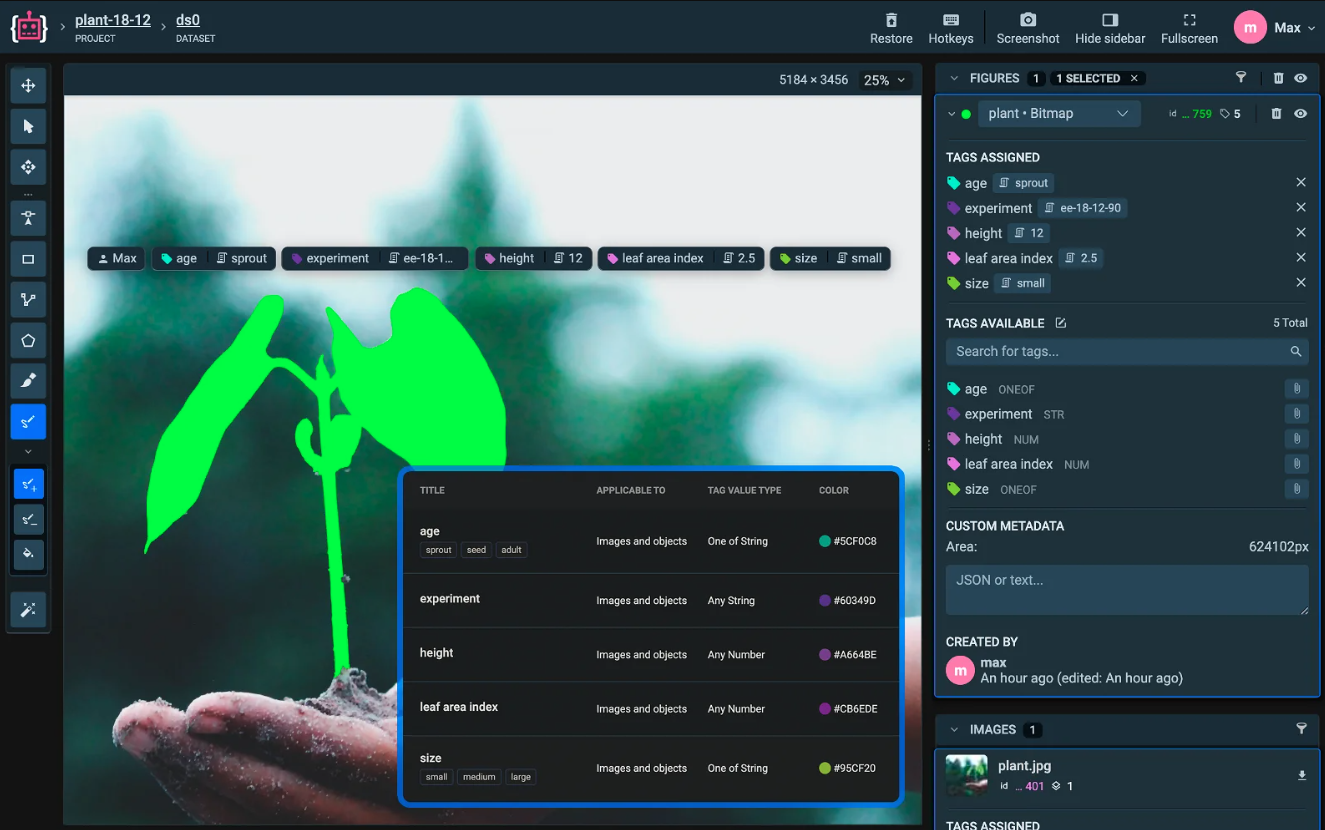 plant-18-12
PROJECT
ds0
DATASET
Restore
Hotkeys
Screenshot
Hide sidebar
Fullscreen
m
Max
5184 × 3456 25%
Max
age sprout
experiment ee-18-1...
height 12
leaf area index 2.5
size small
TITLE APPLICABLE TO TAG VALUE TYPE COLOR
age
sprout seed adult
Images and objects One of String #5CF0C8
experiment Images and objects Any String #60349D
height Images and objects Any Number #A664BE
leaf area index Images and objects Any Number #CB6EDE
size
small medium large
Images and objects One of String #95CF20
FIGURES 1 1 SELECTED ×
plant • Bitmap id ... 759 5
TAGS ASSIGNED
age sprout
experiment ee-18-12-90
height 12
leaf area index 2.5
size small
TAGS AVAILABLE 5 Total
Search for tags...
age ONEOF
experiment STR
height NUM
leaf area index NUM
size ONEOF
CUSTOM METADATA
Area: 624102px
JSON or text...
CREATED BY
m
max
An hour ago (edited: An hour ago)
IMAGES 1
plant.jpg
id ... 401 1
TAGS ASSIGNED